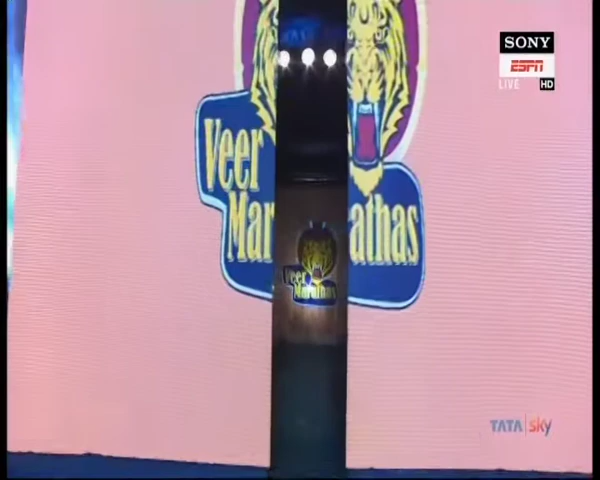 SONY
ESPN
LIVE HD
Veer
Mar athas
Veer
Marathas
TATA sky